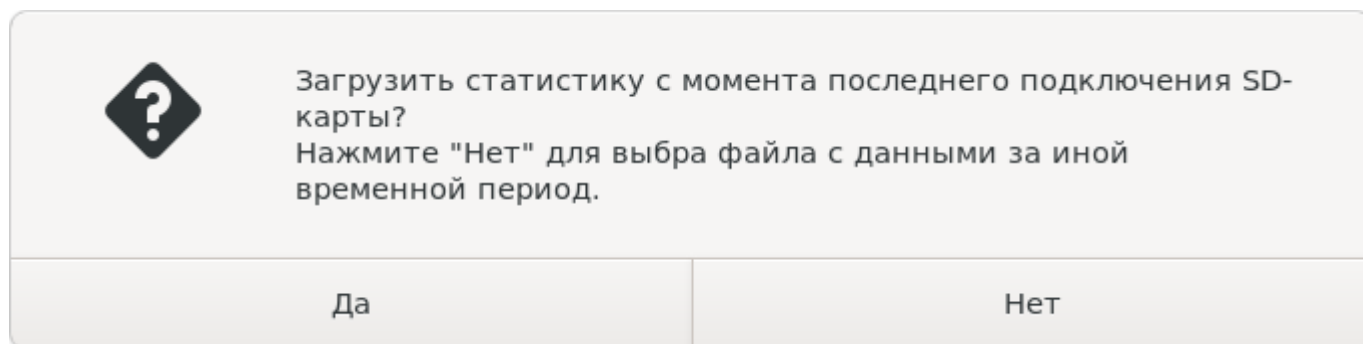 Загрузить статистику с момента последнего подключения SD-
карты?
Нажмите "Нет" для выбра файла с данными за иной
временной период.
Да
Нет